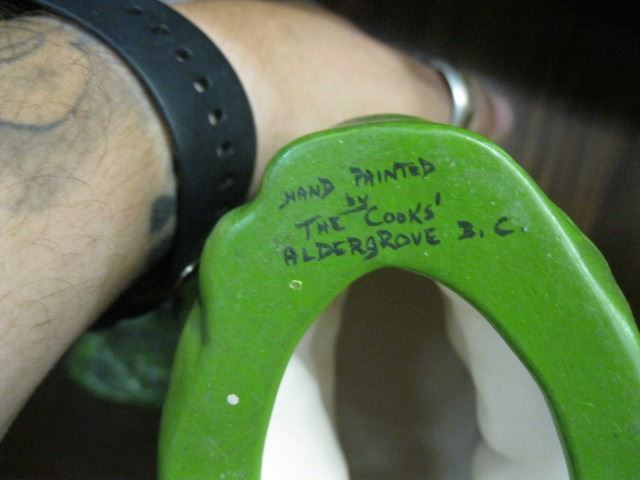 HAND PAINTED
by
THE COOKS'
ALDERGROVE B.C.